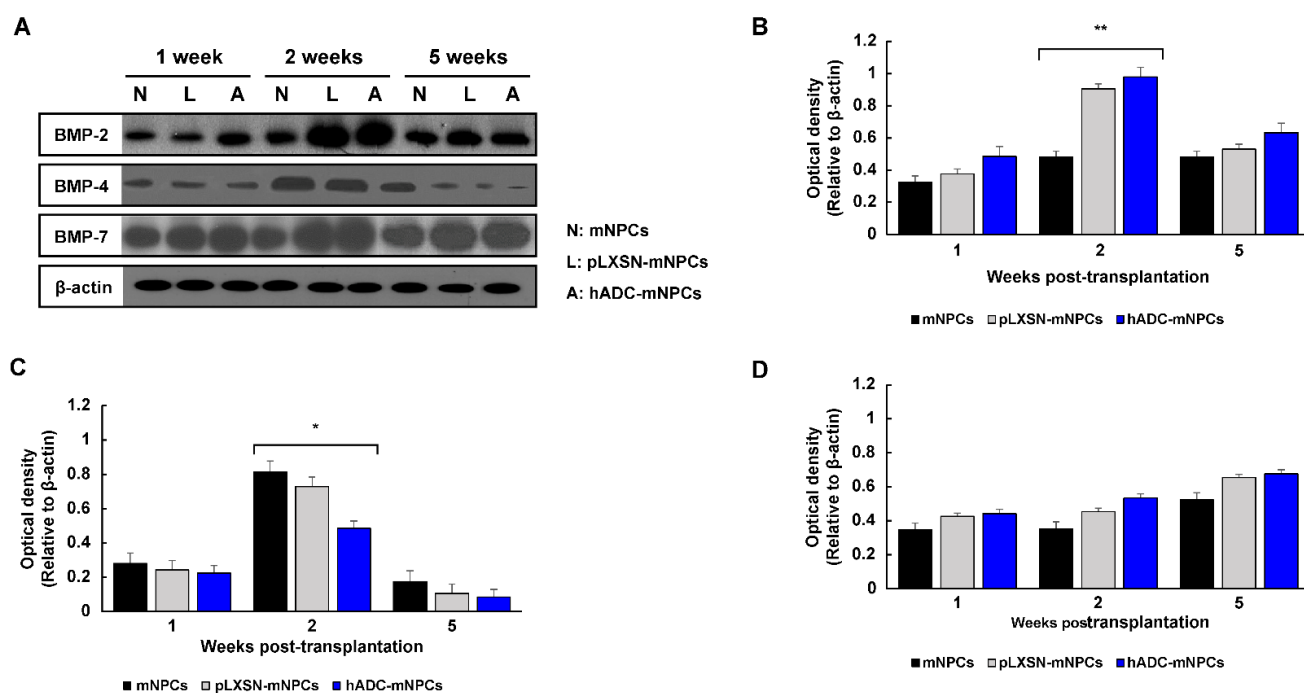 A
1 week 2 weeks 5 weeks
N L A N L A N L A
BMP-2
BMP-4
BMP-7
β-actin
N: mNPCs
L: pLXSN-mNPCs
A: hADC-mNPCs
B
**
Optical density
(Relative to β-actin)
1.2
1
0.8
0.6
0.4
0.2
0
1 2 5
Weeks post-transplantation
mNPCs pLXSN-mNPCs hADC-mNPCs
C
*
Optical density
(Relative to β-actin)
1.2
1
0.8
0.6
0.4
0.2
0
1 2 5
Weeks post-transplantation
mNPCs pLXSN-mNPCs hADC-mNPCs
D
Optical density
(Relative to β-actin)
1.2
1
0.8
0.6
0.4
0.2
0
1 2 5
Weeks post-transplantation
mNPCs pLXSN-mNPCs hADC-mNPCs